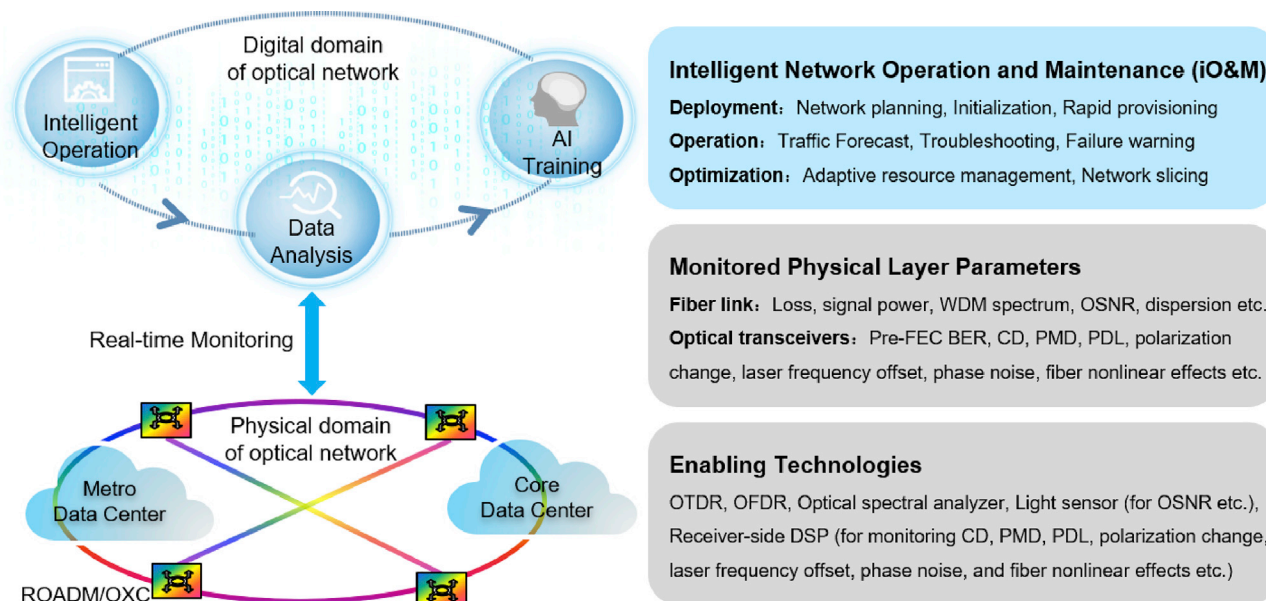 Digital domain
of optical network
Intelligent
Operation
AI
Training
Data
Analysis
Real-time Monitoring
Physical domain
of optical network
Metro
Data Center
Core
Data Center
ROADM/OXC
Intelligent Network Operation and Maintenance (iO&M)
Deployment：Network planning, Initialization, Rapid provisioning
Operation：Traffic Forecast, Troubleshooting, Failure warning
Optimization：Adaptive resource management, Network slicing
Monitored Physical Layer Parameters
Fiber link：Loss, signal power, WDM spectrum, OSNR, dispersion etc.
Optical transceivers：Pre-FEC BER, CD, PMD, PDL, polarization
change, laser frequency offset, phase noise, fiber nonlinear effects etc.
Enabling Technologies
OTDR, OFDR, Optical spectral analyzer, Light sensor (for OSNR etc.),
Receiver-side DSP (for monitoring CD, PMD, PDL, polarization change,
laser frequency offset, phase noise, and fiber nonlinear effects etc.)